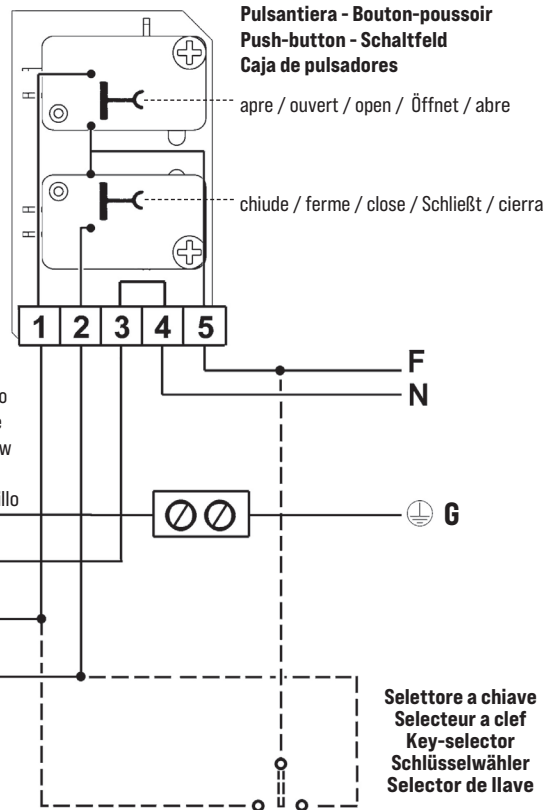 Pulsantiera - Bouton-poussoir
Push-button - Schaltfeld
Caja de pulsadores
apre / ouvert / open / Öffnet / abre
chiude / ferme / close / Schließt / cierra
1 2 3 4 5
F
N
G
Selettore a chiave
Selecteur a clef
Key-selector
Schlüsselwähler
Selector de llave